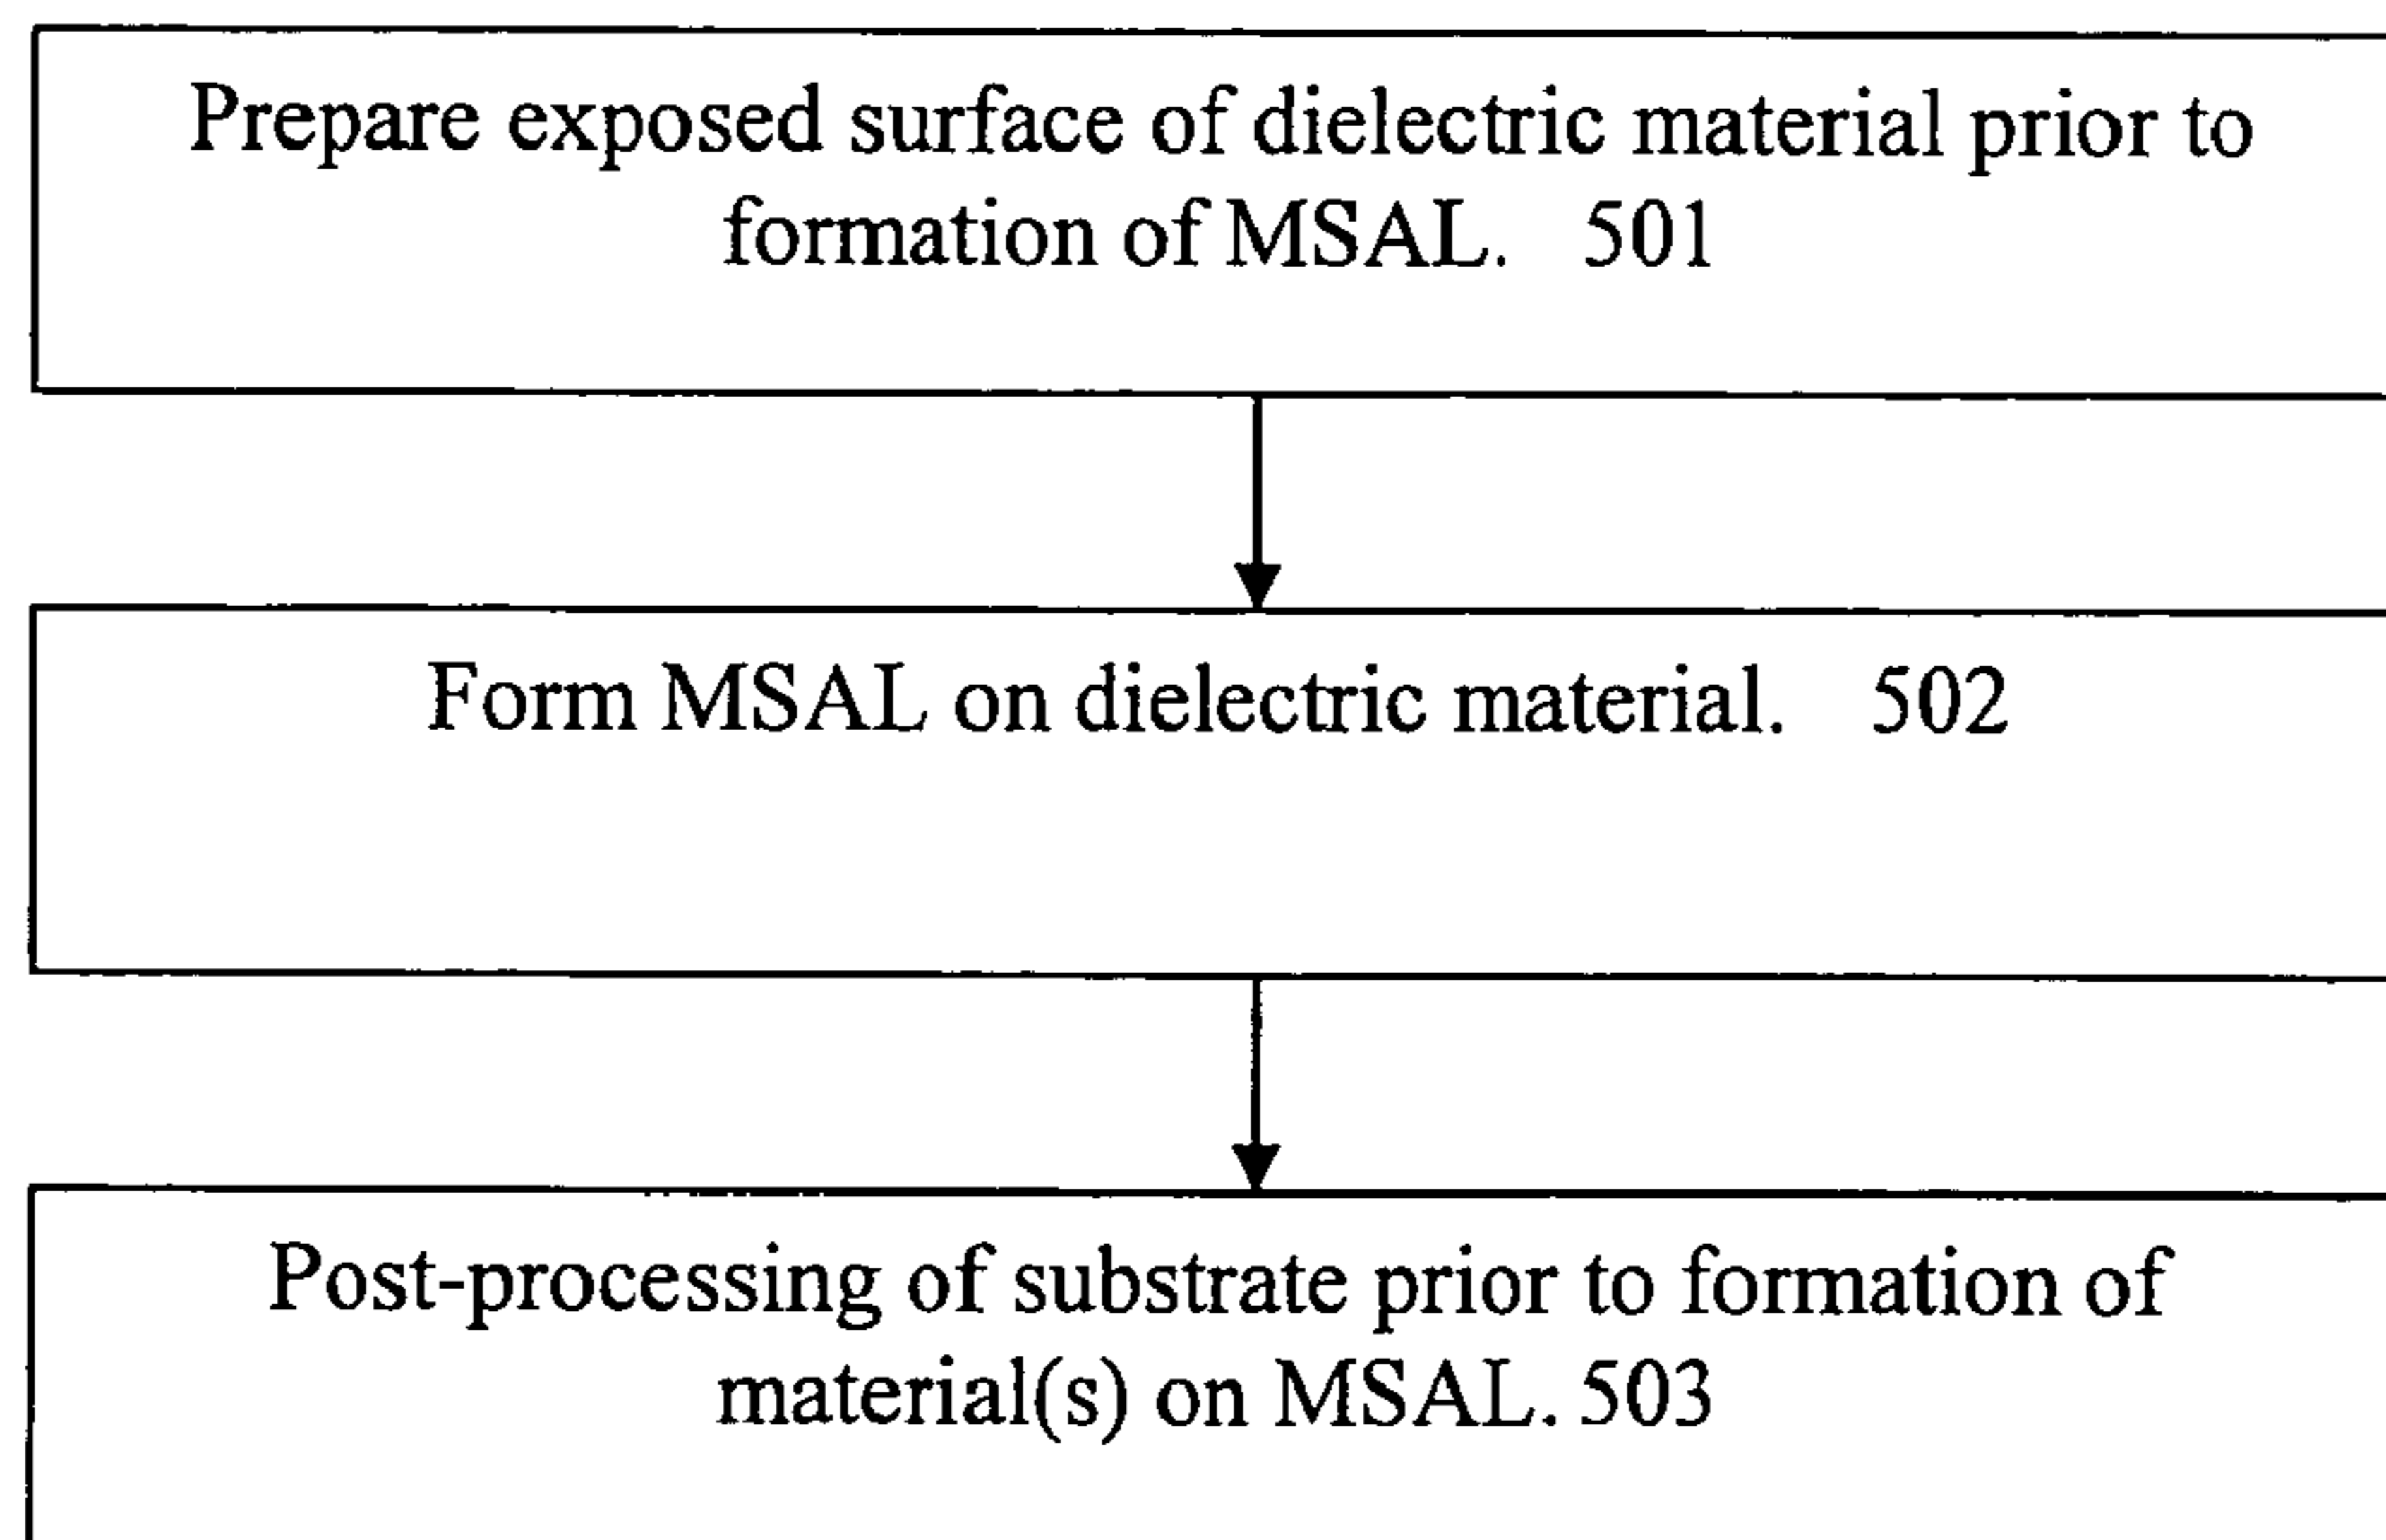 Prepare exposed surface of dielectric material prior to
formation of MSAL. 501
Form MSAL on dielectric material. 502
Post-processing of substrate prior to formation of
material(s) on MSAL. 503